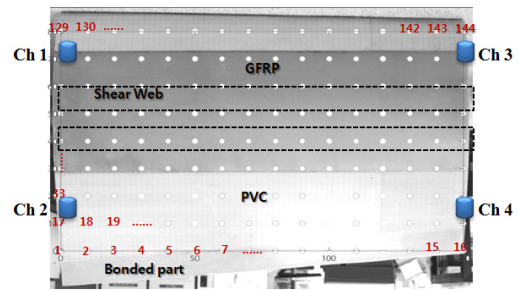 129 130 ...... 142 143 144
Ch 1 Ch 3
GFRP
Shear Web
33
PVC
Ch 2 Ch 4
17 18 19 ......
1 2 3 4 5 6 7 ...... 15 16
0 50 100
Bonded part